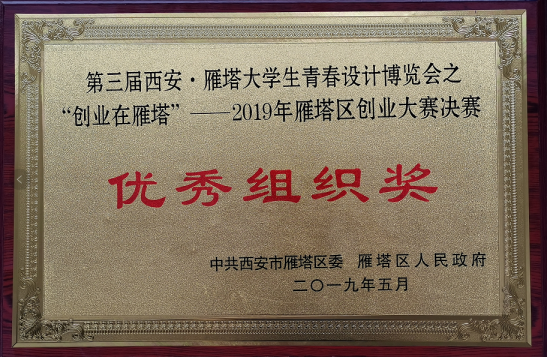 第三届西安·雁塔大学生青春设计博览会之
“创业在雁塔”——2019年雁塔区创业大赛决赛
优秀组织奖
中共西安市雁塔区委 雁塔区人民政府
二〇一九年五月